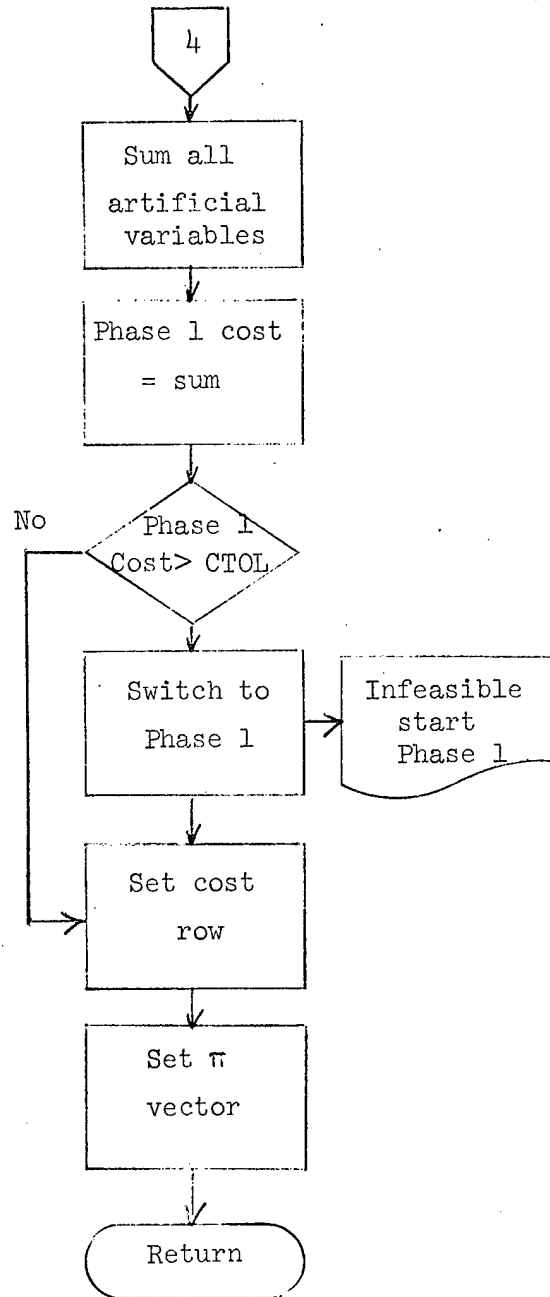 4
Sum all
artificial
variables
Phase 1 cost
= sum
No
Phase 1
Cost> CTOL
Switch to
Phase 1
Infeasible
start
Phase 1
Set cost
row
Set π
vector
Return